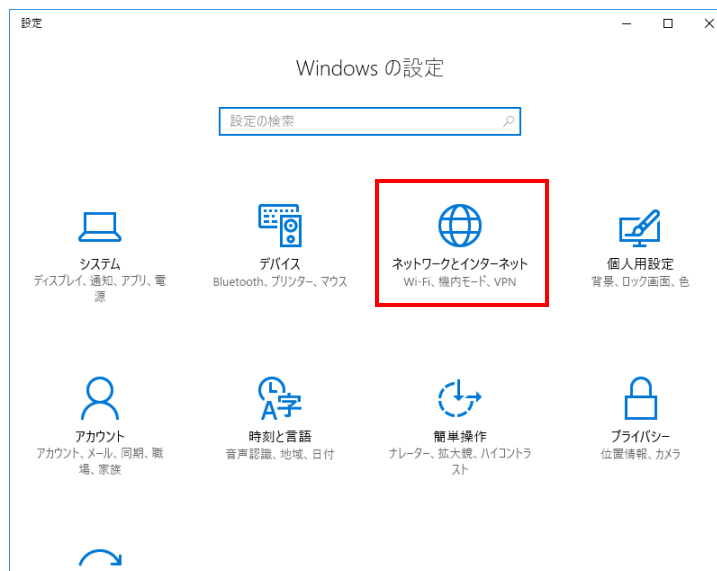 設定
Windows の設定
設定の検索
システム
ディスプレイ、通知、アプリ、電
源
デバイス
Bluetooth、プリンター、マウス
ネットワークとインターネット
Wi-Fi、機内モード、VPN
個人用設定
背景、ロック画面、色
アカウント
アカウント、メール、同期、職
場、家族
時刻と言語
音声認識、地域、日付
簡単操作
ナレーター、拡大鏡、ハイコントラ
スト
プライバシー
位置情報、カメラ